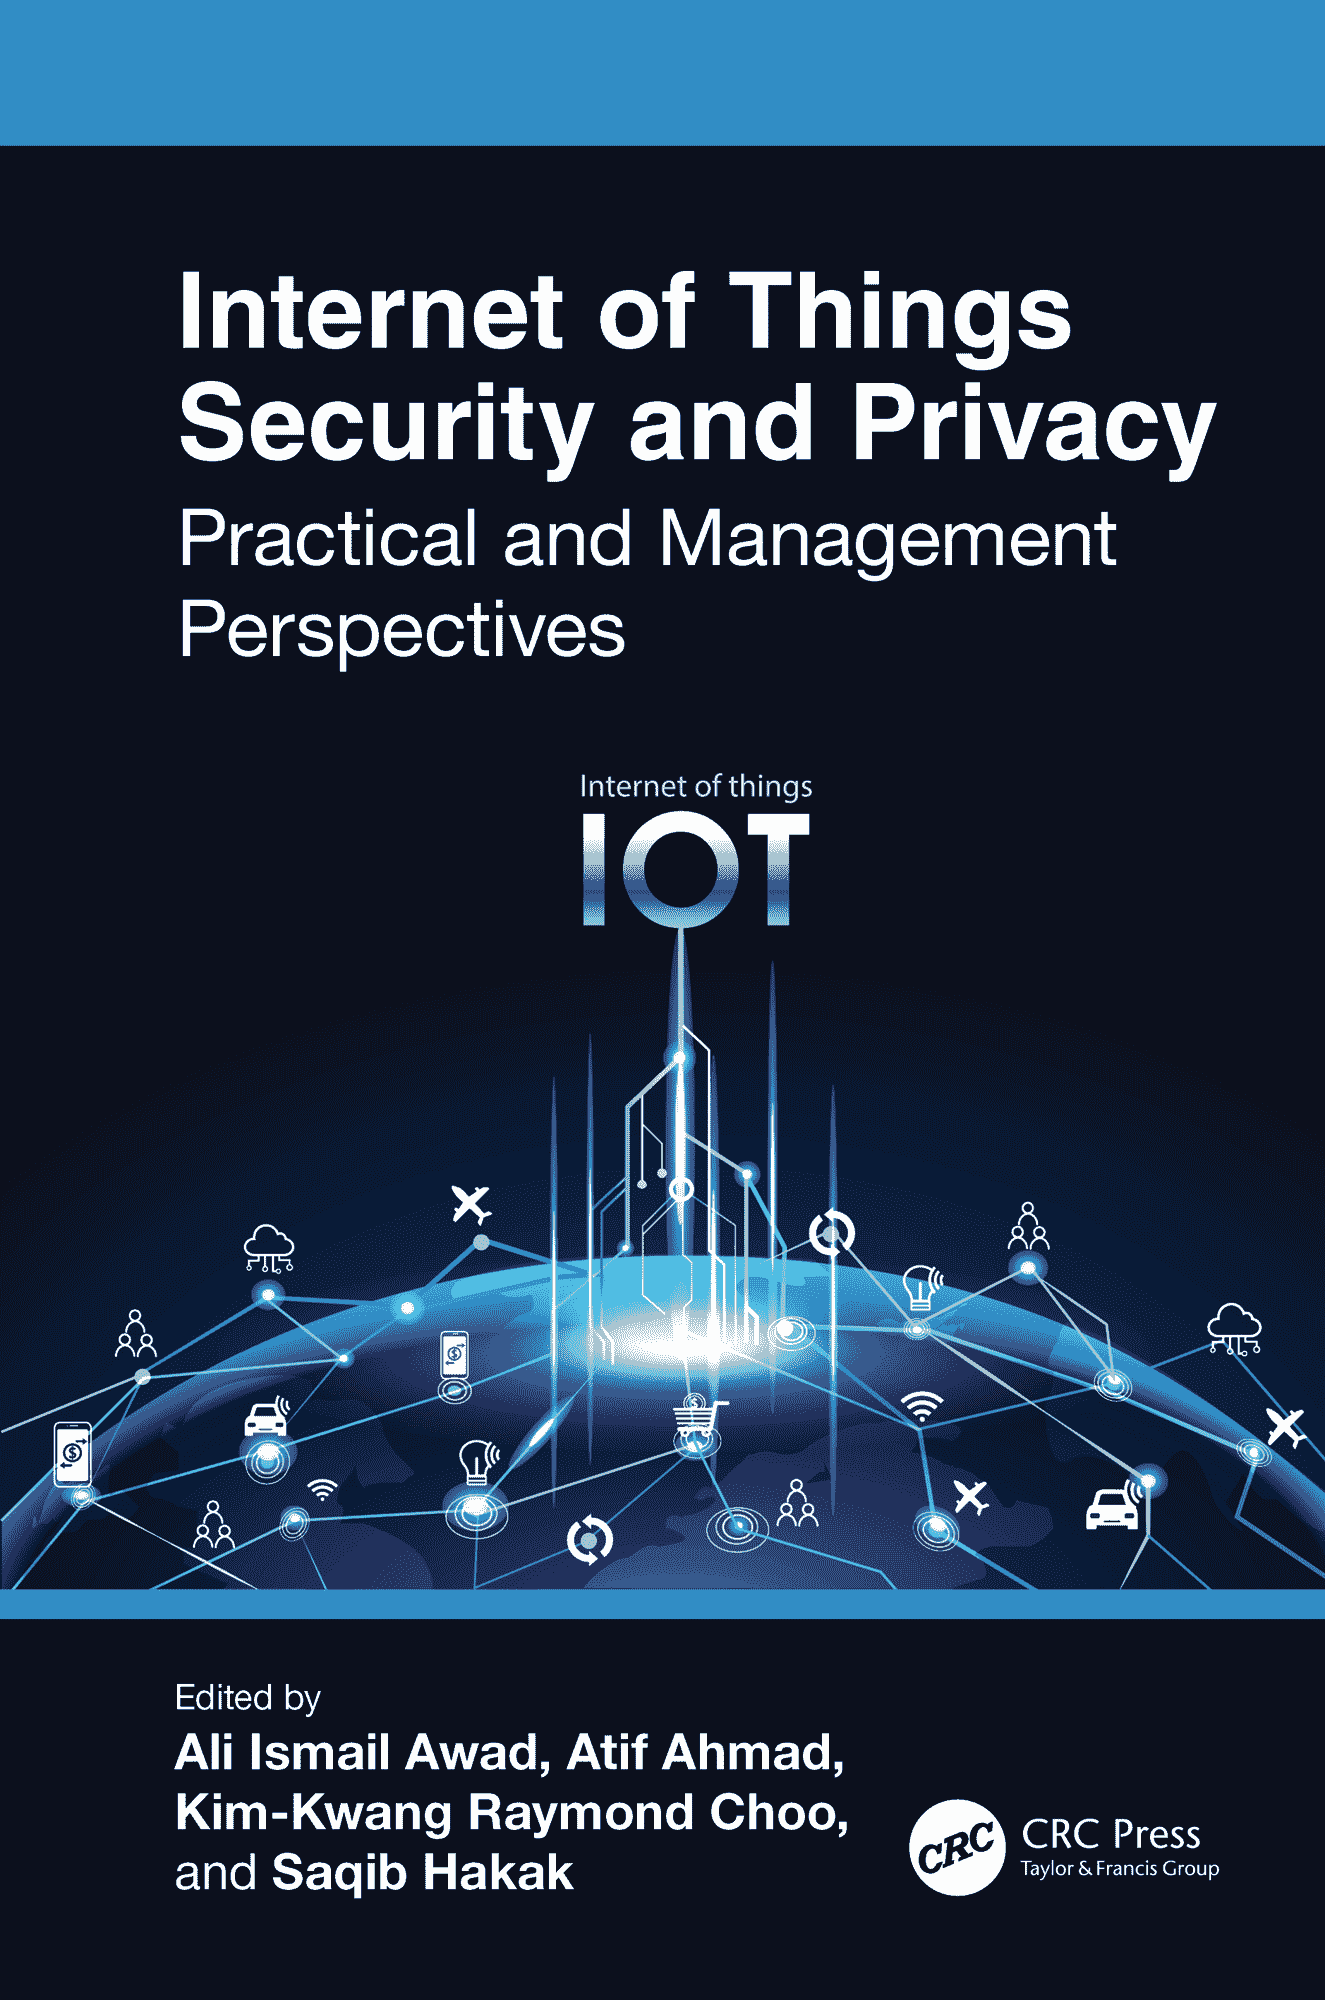 Internet of Things
Security and Privacy
Practical and Management
Perspectives
Internet of things
IOT
$
$
$
Edited by
Ali Ismail Awad, Atif Ahmad,
Kim-Kwang Raymond Choo,
and Saqib Hakak
CRC
CRC Press
Taylor & Francis Group